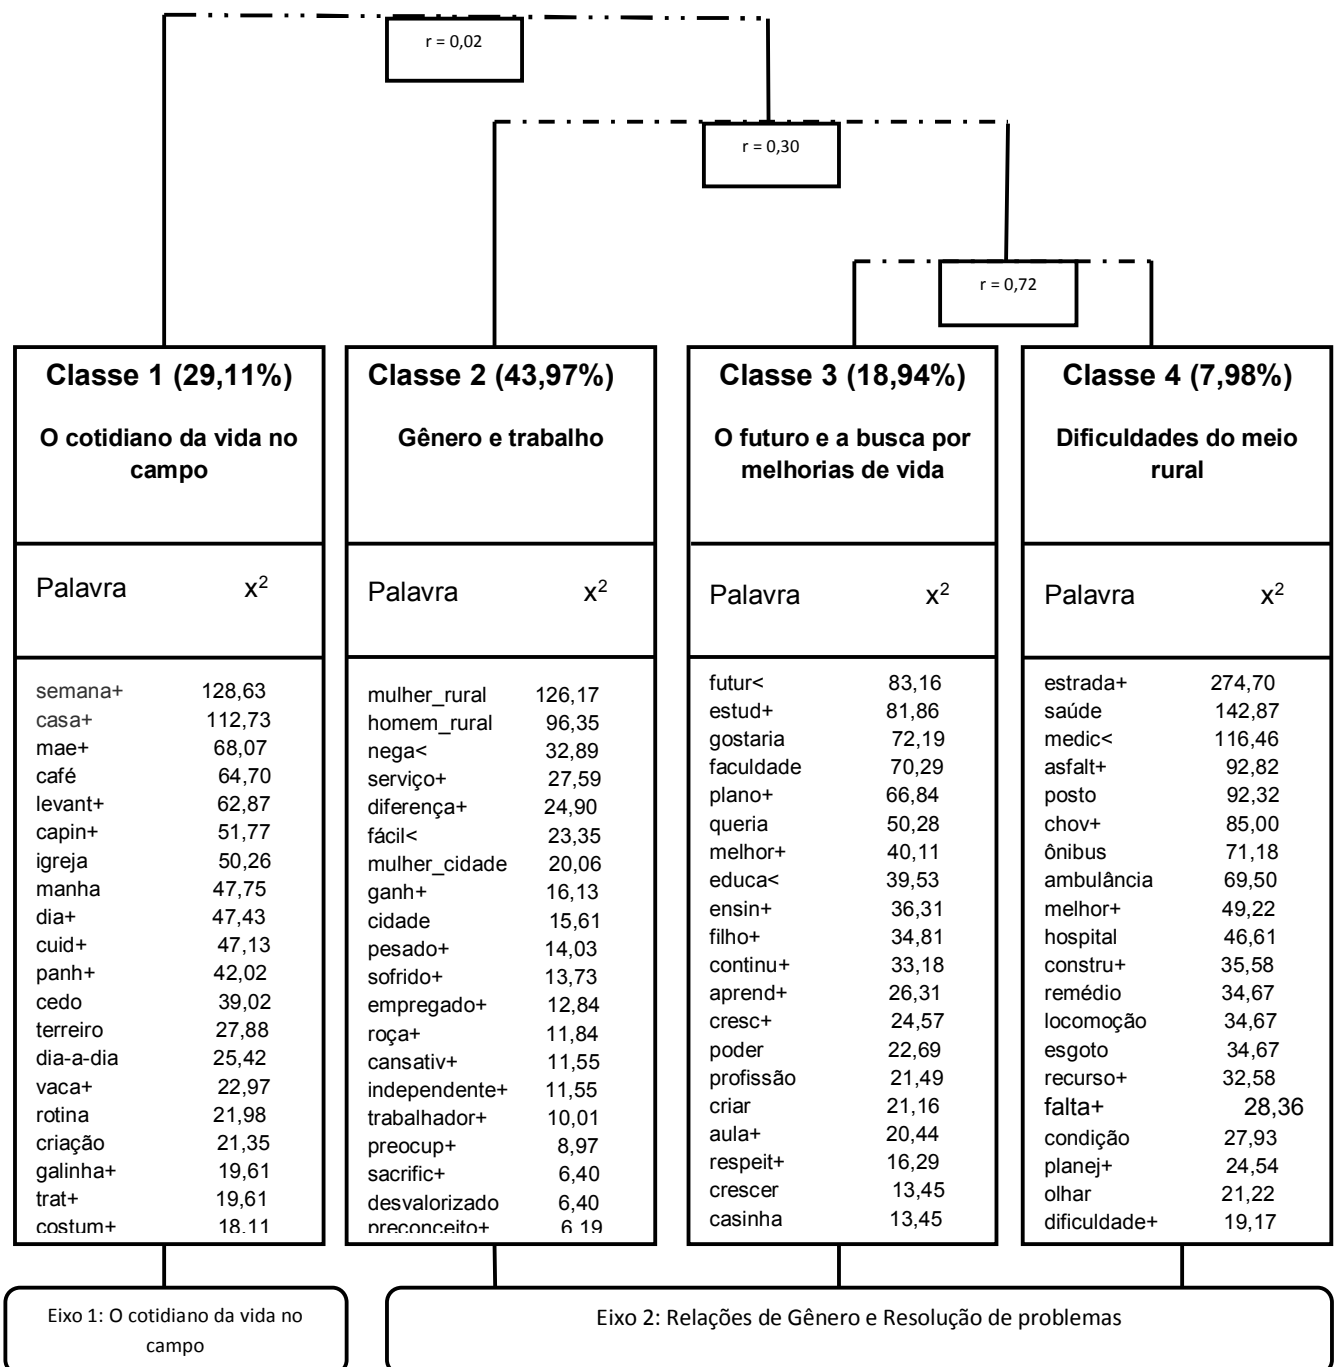 r = 0,02
r = 0,30
r = 0,72
Classe 1 (29,11%)
O cotidiano da vida no
campo
Palavra x²
semana+ 128,63
casa+ 112,73
mae+ 68,07
café 64,70
levant+ 62,87
capin+ 51,77
igreja 50,26
manha 47,75
dia+ 47,43
cuid+ 47,13
panh+ 42,02
cedo 39,02
terreiro 27,88
dia-a-dia 25,42
vaca+ 22,97
rotina 21,98
criação 21,35
galinha+ 19,61
trat+ 19,61
costum+ 18,11
Classe 2 (43,97%)
Gênero e trabalho
Palavra x²
mulher_rural 126,17
homem_rural 96,35
nega< 32,89
serviço+ 27,59
diferença+ 24,90
fácil< 23,35
mulher_cidade 20,06
ganh+ 16,13
cidade 15,61
pesado+ 14,03
sofrido+ 13,73
empregado+ 12,84
roça+ 11,84
cansativ+ 11,55
independente+ 11,55
trabalhador+ 10,01
preocup+ 8,97
sacrific+ 6,40
desvalorizado 6,40
preconceito+ 6,19
Classe 3 (18,94%)
O futuro e a busca por
melhorias de vida
Palavra x²
futur< 83,16
estud+ 81,86
gostaria 72,19
faculdade 70,29
plano+ 66,84
queria 50,28
melhor+ 40,11
educa< 39,53
ensin+ 36,31
filho+ 34,81
continu+ 33,18
aprend+ 26,31
cresc+ 24,57
poder 22,69
profissão 21,49
criar 21,16
aula+ 20,44
respeit+ 16,29
crescer 13,45
casinha 13,45
Classe 4 (7,98%)
Dificuldades do meio
rural
Palavra x²
estrada+ 274,70
saúde 142,87
medic< 116,46
asfalt+ 92,82
posto 92,32
chov+ 85,00
ônibus 71,18
ambulância 69,50
melhor+ 49,22
hospital 46,61
constru+ 35,58
remédio 34,67
locomoção 34,67
esgoto 34,67
recurso+ 32,58
falta+ 28,36
condição 27,93
planej+ 24,54
olhar 21,22
dificuldade+ 19,17
Eixo 1: O cotidiano da vida no
campo
Eixo 2: Relações de Gênero e Resolução de problemas